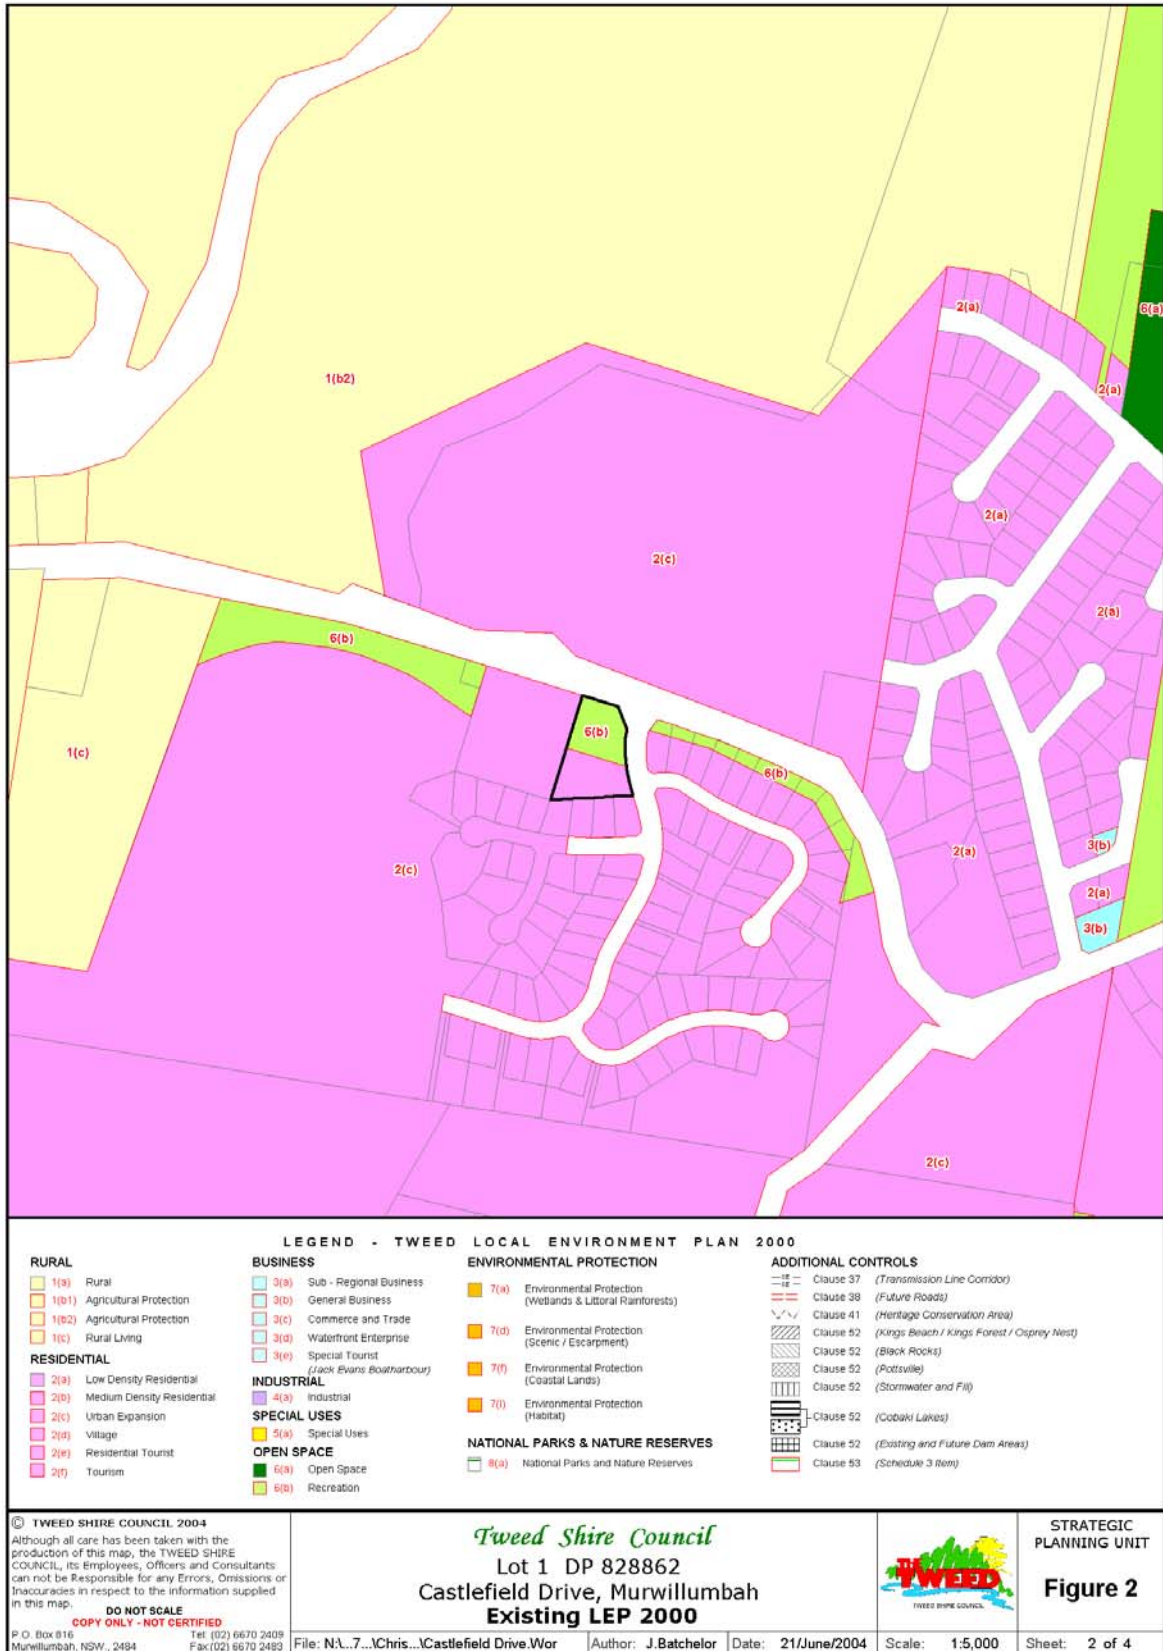 6(a)
2(a)
2(a)
1(b2)
2(a)
2(c)
2(a)
6(b)
6(b)
1(c)
6(b)
3(b)
2(a)
2(c)
2(a)
3(b)
2(c)
LEGEND - TWEED LOCAL ENVIRONMENT PLAN 2000
RURAL
1(a) Rural
1(b1) Agricultural Protection
1(b2) Agricultural Protection
1(c) Rural Living
RESIDENTIAL
2(a) Low Density Residential
2(b) Medium Density Residential
2(c) Urban Expansion
2(d) Village
2(e) Residential Tourist
2(f) Tourism
BUSINESS
3(a) Sub - Regional Business
3(b) General Business
3(c) Commerce and Trade
3(d) Waterfront Enterprise
3(e) Special Tourist
(Jack Evans Boatharbour)
INDUSTRIAL
4(a) Industrial
SPECIAL USES
5(a) Special Uses
OPEN SPACE
6(a) Open Space
6(b) Recreation
ENVIRONMENTAL PROTECTION
7(a) Environmental Protection
(Wetlands & Littoral Rainforests)
7(d) Environmental Protection
(Scenic / Escarpment)
7(f) Environmental Protection
(Coastal Lands)
7(l) Environmental Protection
(Habitat)
NATIONAL PARKS & NATURE RESERVES
8(a) National Parks and Nature Reserves
ADDITIONAL CONTROLS
Clause 37 (Transmission Line Corridor)
Clause 38 (Future Roads)
Clause 41 (Heritage Conservation Area)
Clause 52 (Kings Beach / Kings Forest / Osprey Nest)
Clause 52 (Black Rocks)
Clause 52 (Pottsville)
Clause 52 (Stormwater and Fill)
Clause 52 (Cobaki Lakes)
Clause 52 (Existing and Future Dam Areas)
Clause 53 (Schedule 3 Item)
© TWEED SHIRE COUNCIL 2004
Although all care has been taken with the
production of this map, the TWEED SHIRE
COUNCIL, its Employees, Officers and Consultants
can not be Responsible for any Errors, Omissions or
Inaccuracies in respect to the information supplied
in this map.
DO NOT SCALE
COPY ONLY - NOT CERTIFIED
P.O. Box 816 Tel: (02) 6670 2409
Murwillumbah, NSW., 2484 Fax:(02) 6670 2483
Tweed Shire Council
Lot 1 DP 828862
Castlefield Drive, Murwillumbah
Existing LEP 2000
File: N:\...7...\Chris...\Castlefield Drive.Wor Author: J.Batchelor Date: 21/June/2004
TWEED
TWEED SHIRE COUNCIL
Scale: 1:5,000
STRATEGIC
PLANNING UNIT
Figure 2
Sheet: 2 of 4